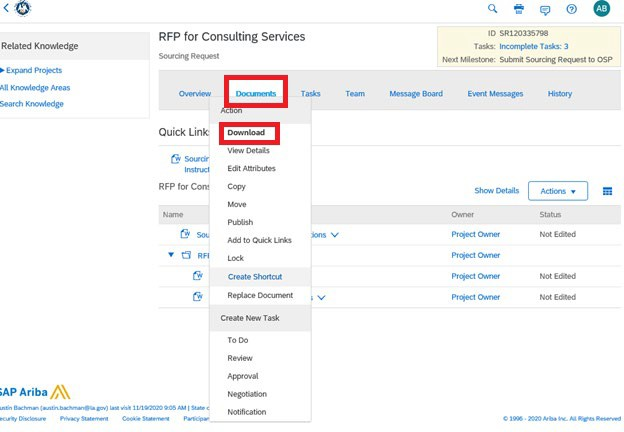 AB
RFP for Consulting Services
Sourcing Request
ID SR120335798
Tasks: Incomplete Tasks: 3
Next Milestone: Submit Sourcing Request to OSP
Related Knowledge
Expand Projects
All Knowledge Areas
Search Knowledge
Overview Documents Tasks Team Message Board Event Messages History
Action
Download
View Details
Edit Attributes
Copy
Move
Publish
Add to Quick Links
Lock
Create Shortcut
Replace Document
Create New Task
To Do
Review
Approval
Negotiation
Notification
Quick Link
Sourcin
Instruct
RFP for Cons
Show Details Actions
Name Owner Status
Sou tions Project Owner Not Edited
RF Project Owner
Project Owner Not Edited
s Project Owner Not Edited
SAP Ariba
ustin Bachman (austin.bachman@ia.gov) last visit 11/19/2020 9:05 AM | State o
ecurity Disclosure Privacy Statement Cookie Statement Participan
© 1996 - 2020 Ariba Inc. All Rights Reserved